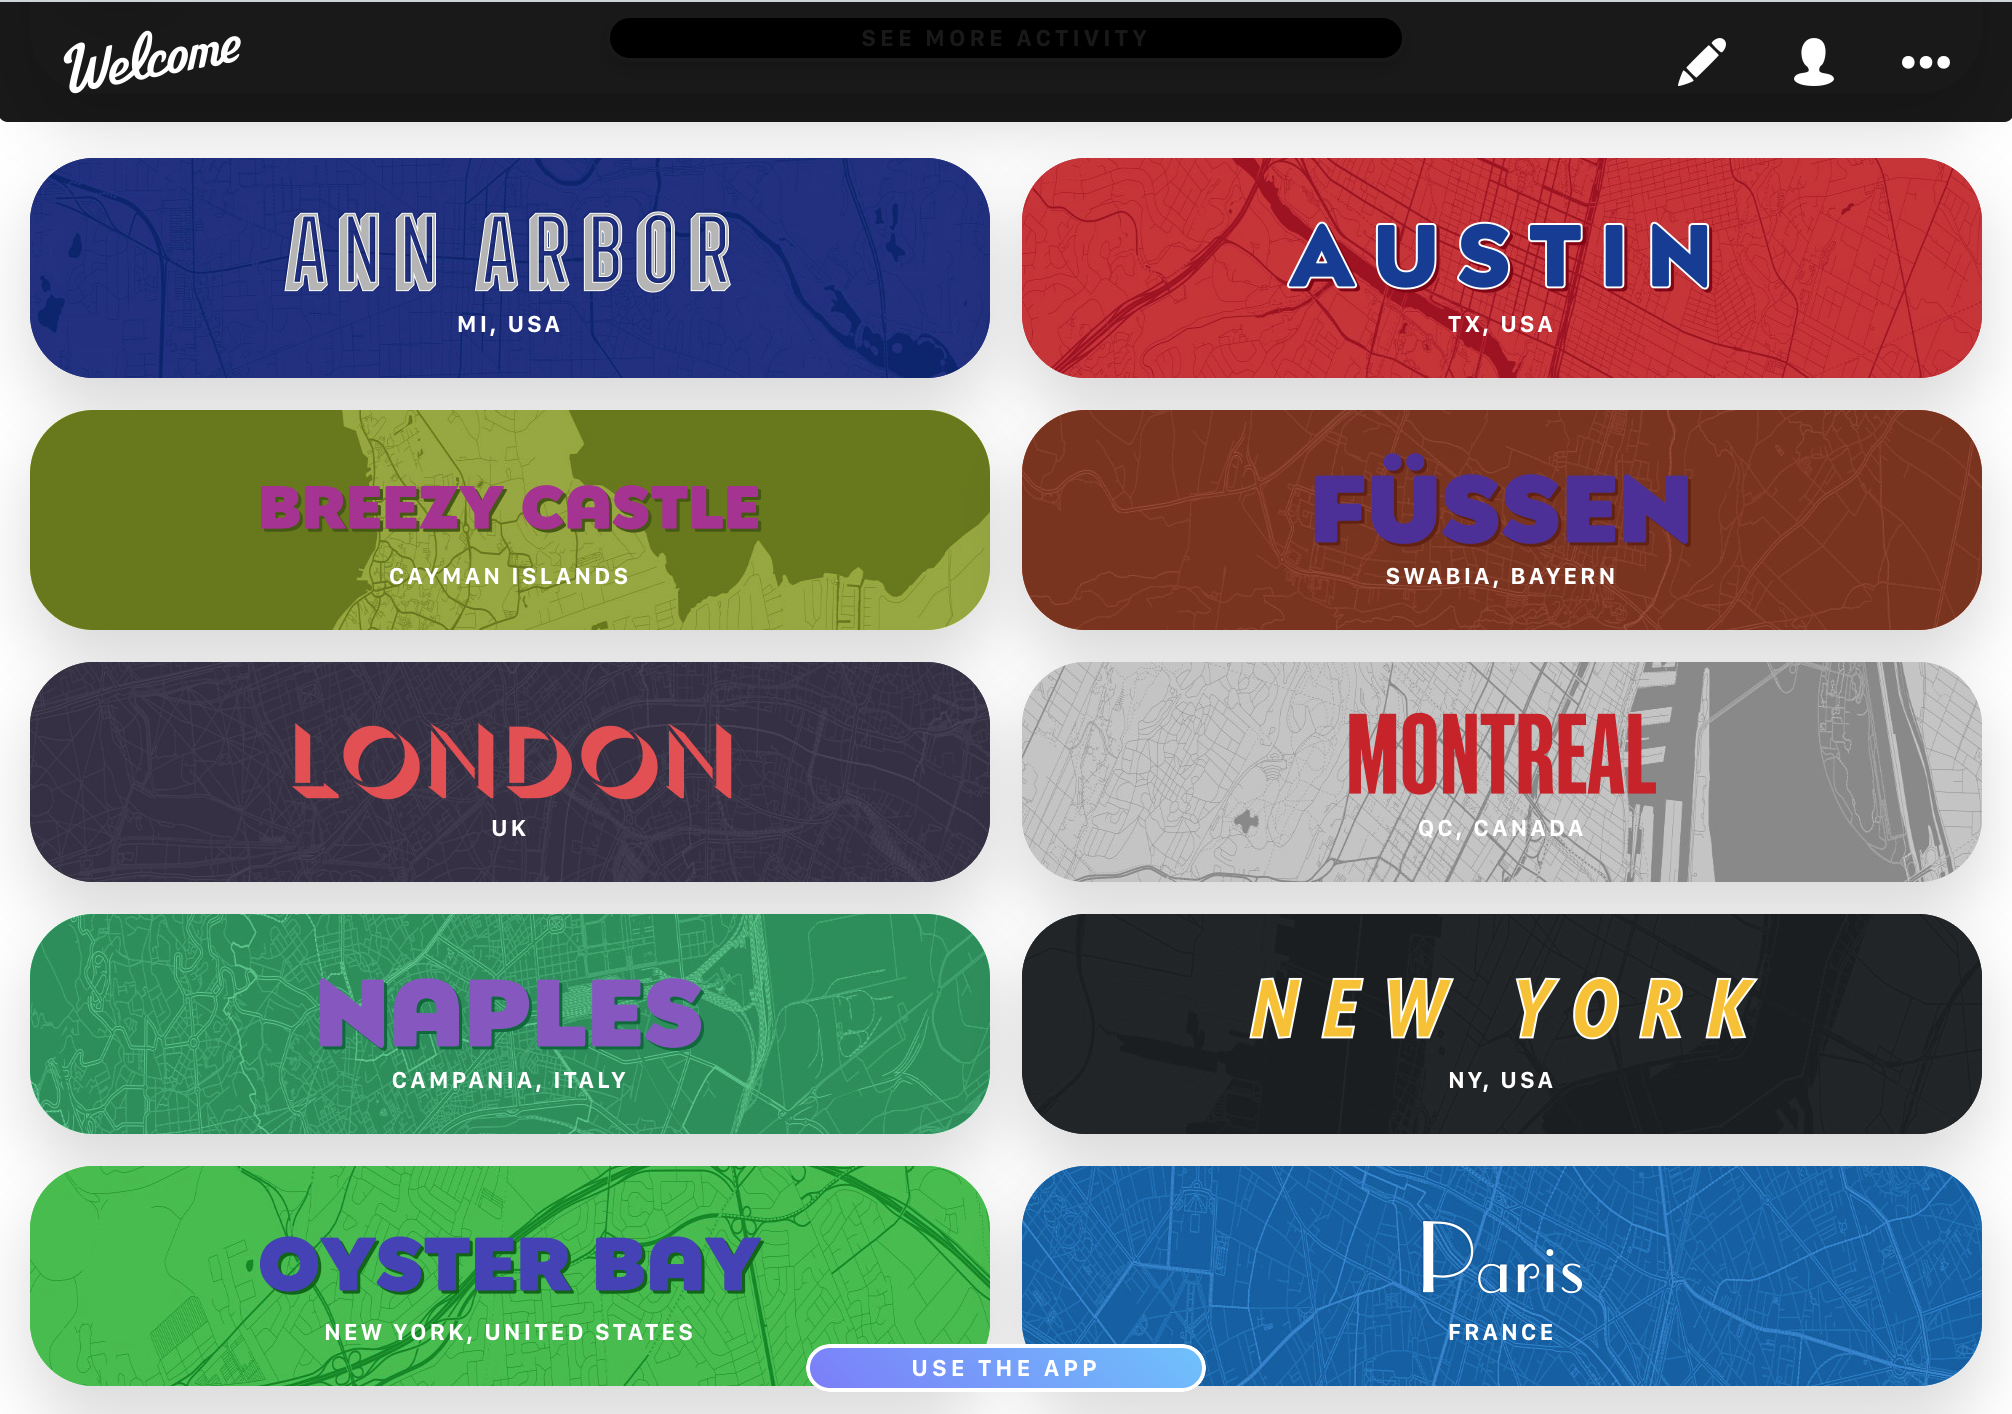 Welcome
SEE MORE ACTIVITY
ANN ARBOR
MI, USA
AUSTIN
TX, USA
BREEZY CASTLE
CAYMAN ISLANDS
FÜSSEN
SWABIA, BAYERN
LONDON
UK
MONTREAL
QC, CANADA
NAPLES
CAMPANIA, ITALY
NEW YORK
NY, USA
OYSTER BAY
NEW YORK, UNITED STATES
Paris
FRANCE
USE THE APP